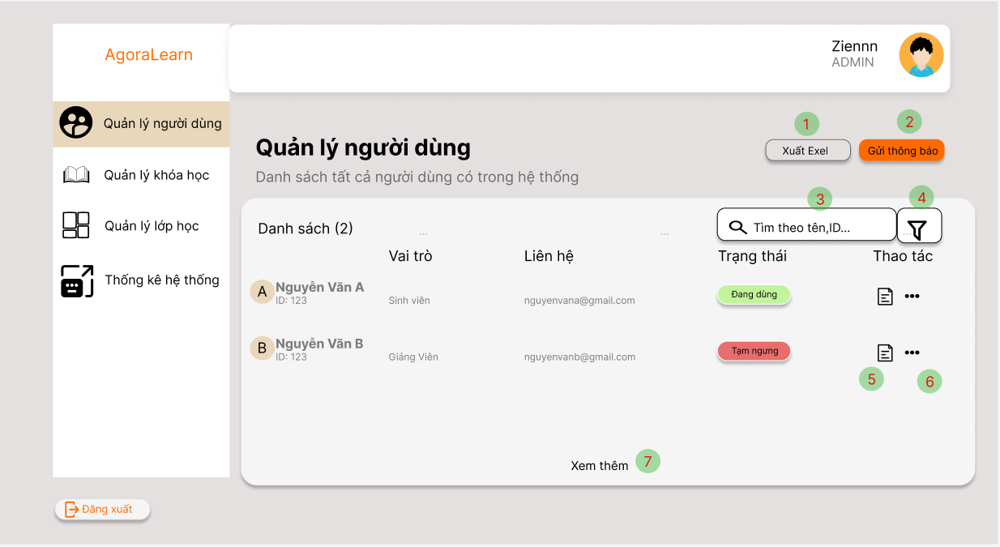 AgoraLearn
Ziennn
ADMIN
Quản lý người dùng
Quản lý khóa học
Quản lý lớp học
Thống kê hệ thống
Đăng xuất
1
2
Quản lý người dùng
Xuất Exel
Gửi thông báo
Danh sách tất cả người dùng có trong hệ thống
3
4
Danh sách (2)
...
...
Tìm theo tên,ID...
...
Vai trò
Liên hệ
Trạng thái
Thao tác
A
Nguyễn Văn A
ID: 123
Sinh viên
nguyenvana@gmail.com
Đang dùng
B
Nguyễn Văn B
ID: 123
Giảng Viên
nguyenvanb@gmail.com
Tạm ngưng
5
6
Xem thêm
7